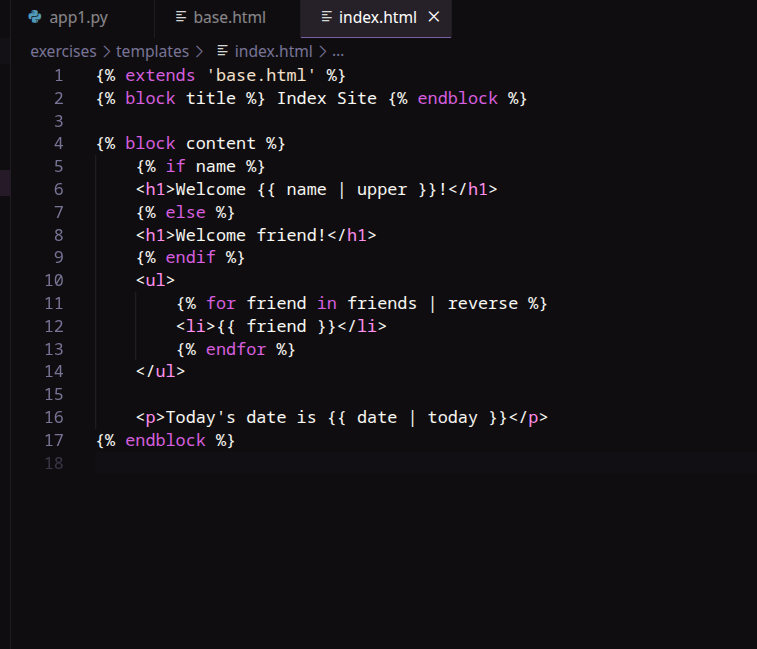 app1.py base.html index.html ✕
exercises > templates > index.html > ...
1 {% extends 'base.html' %}
2 {% block title %} Index Site {% endblock %}
3
4 {% block content %}
5     {% if name %}
6     <h1>Welcome {{ name | upper }}!</h1>
7     {% else %}
8     <h1>Welcome friend!</h1>
9     {% endif %}
10     <ul>
11         {% for friend in friends | reverse %}
12         <li>{{ friend }}</li>
13         {% endfor %}
14     </ul>
15
16     <p>Today's date is {{ date | today }}</p>
17 {% endblock %}
18